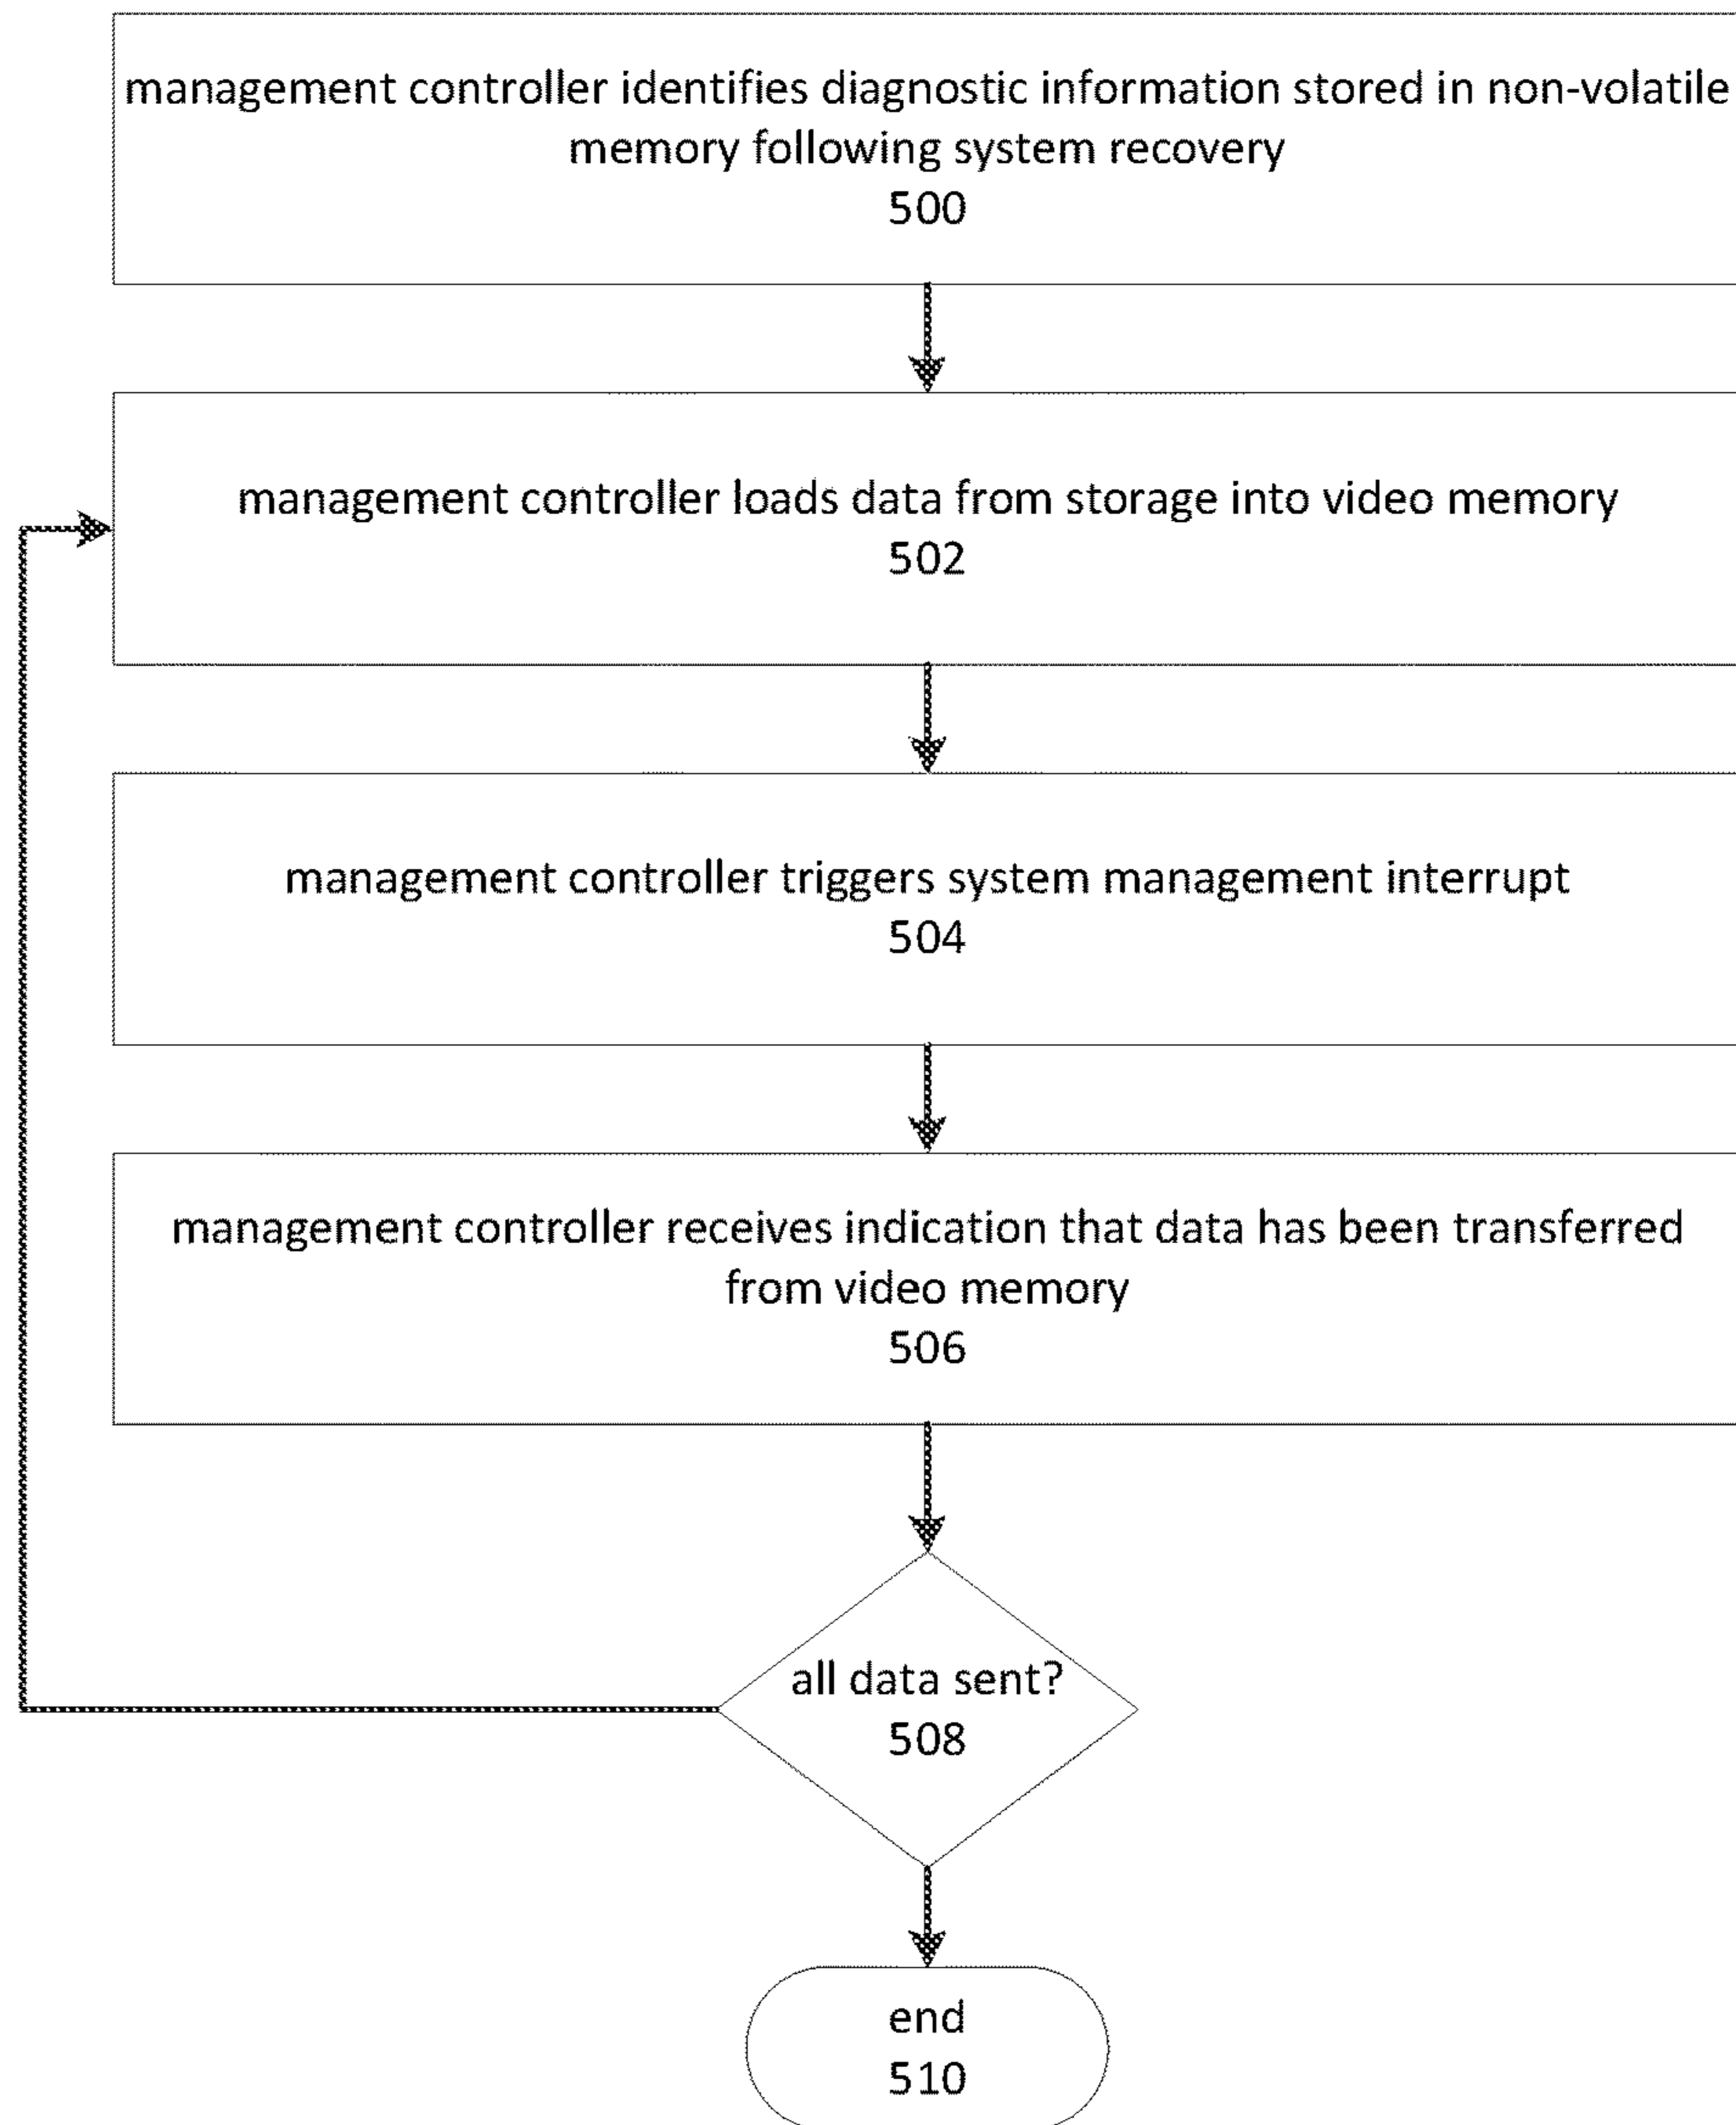 management controller identifies diagnostic information stored in non-volatile
memory following system recovery
500
management controller loads data from storage into video memory
502
management controller triggers system management interrupt
504
management controller receives indication that data has been transferred
from video memory
506
all data sent?
508
end
510